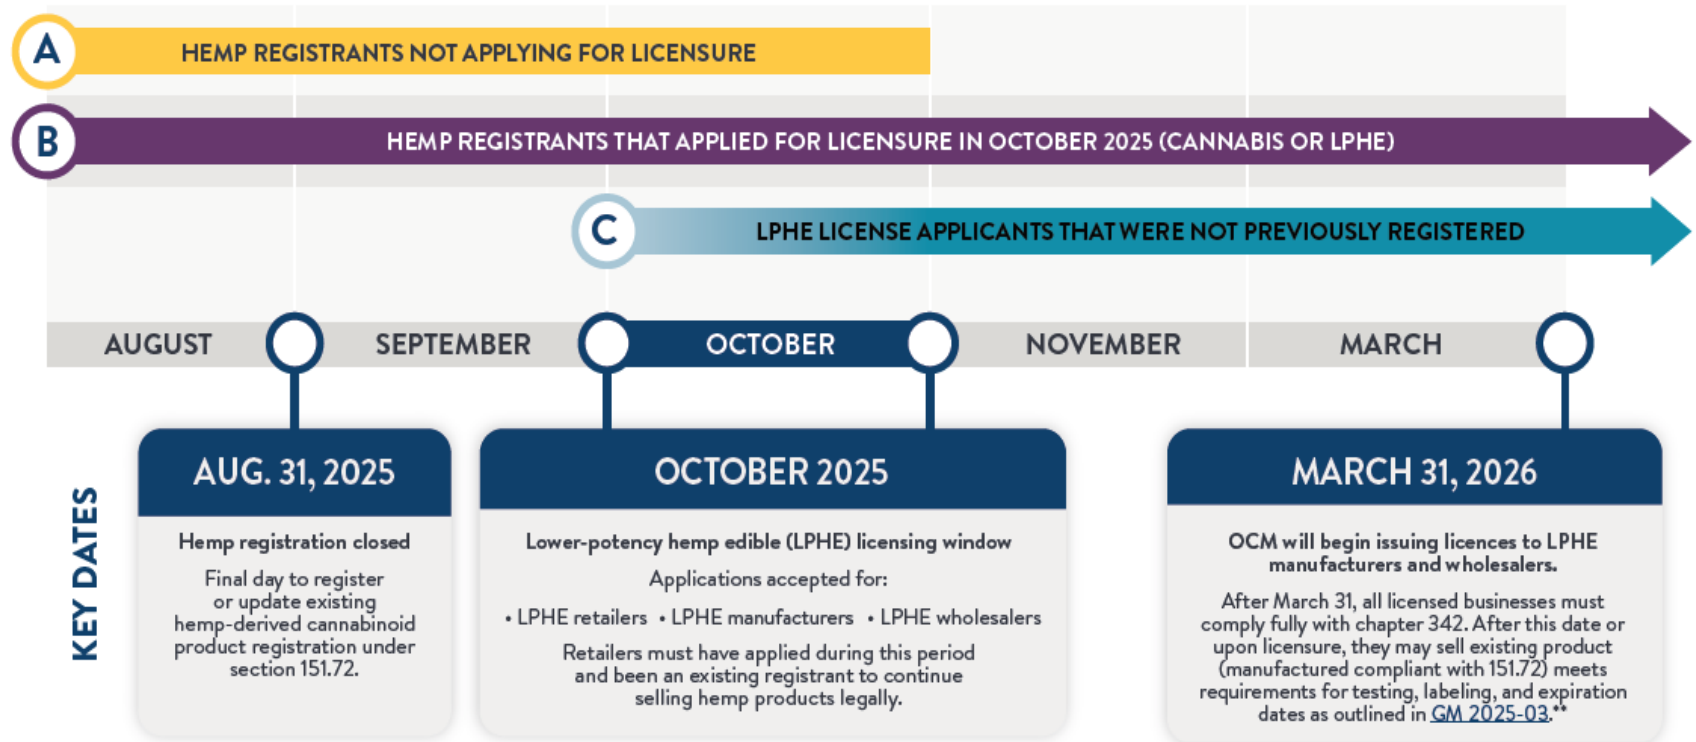 A
HEMP REGISTRANTS NOT APPLYING FOR LICENSURE
B
HEMP REGISTRANTS THAT APPLIED FOR LICENSURE IN OCTOBER 2025 (CANNABIS OR LPHE)
C
LPHE LICENSE APPLICANTS THAT WERE NOT PREVIOUSLY REGISTERED
AUGUST
SEPTEMBER
OCTOBER
NOVEMBER
MARCH
KEY DATES
AUG. 31, 2025
Hemp registration closed
Final day to register
or update existing
hemp-derived cannabinoid
product registration under
section 151.72.
OCTOBER 2025
Lower-potency hemp edible (LPHE) licensing window
Applications accepted for:
• LPHE retailers • LPHE manufacturers • LPHE wholesalers
Retailers must have applied during this period
and been an existing registrant to continue
selling hemp products legally.
MARCH 31, 2026
OCM will begin issuing licences to LPHE
manufacturers and wholesalers.
After March 31, all licensed businesses must
comply fully with chapter 342. After this date or
upon licensure, they may sell existing product
(manufactured compliant with 151.72) meets
requirements for testing, labeling, and expiration
dates as outlined in GM 2025-03.**